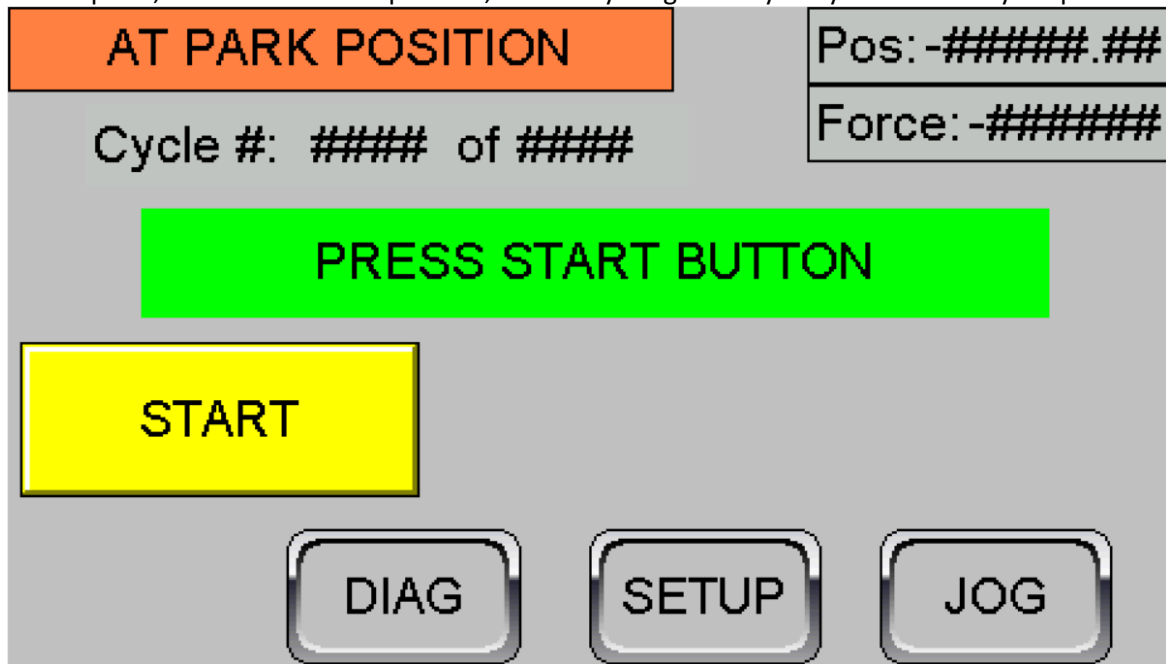 AT PARK POSITION
Pos:-#####.##
Cycle #: #### of ####
Force:-######
PRESS START BUTTON
START
DIAG SETUP JOG